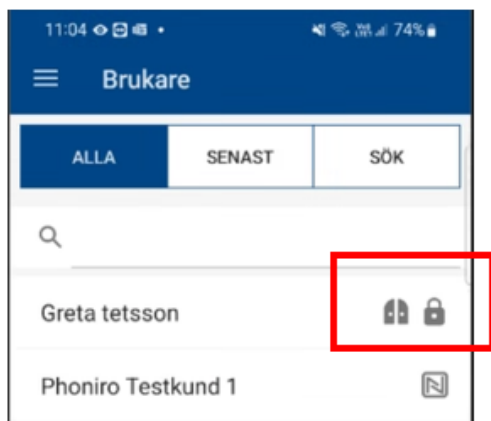 11:04 74%
Brukare
ALLA SENAST SÖK
Greta tetsson
Phoniro Testkund 1